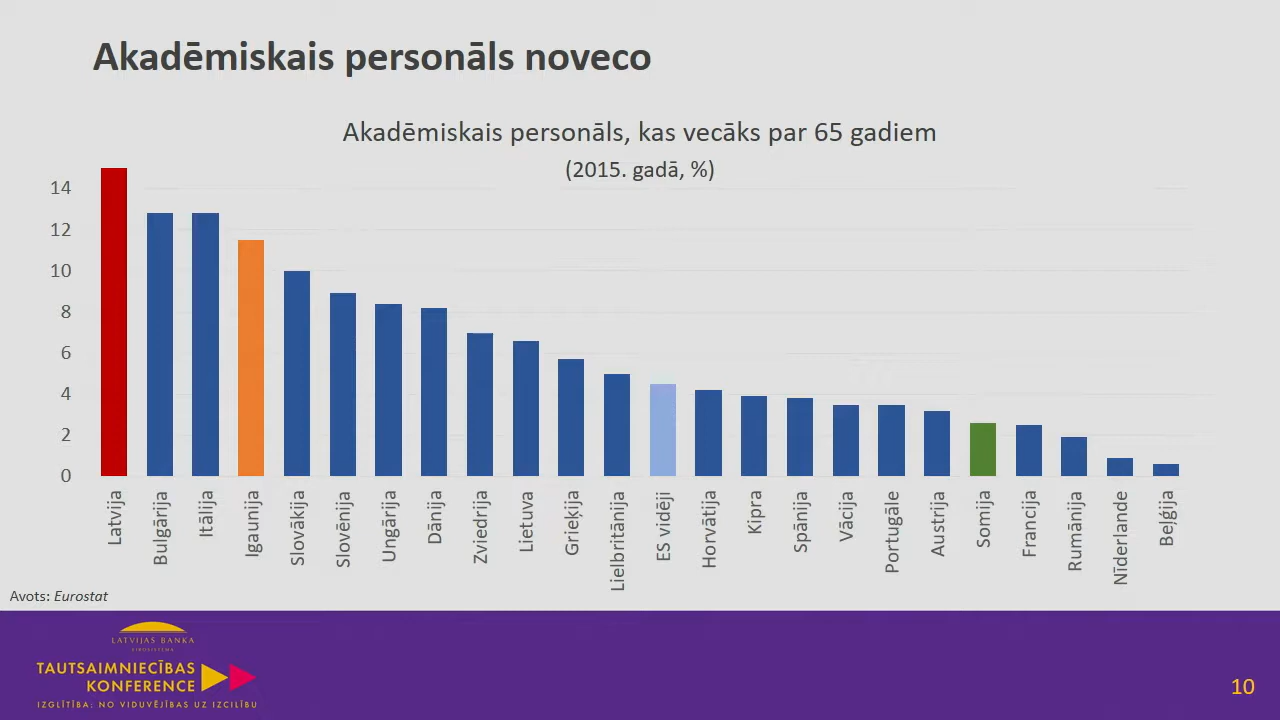 Akadēmiskais personāls noveco
Akadēmiskais personāls, kas vecāks par 65 gadiem
(2015. gadā, %)
14
12
10
8
6
4
2
0
Latvija
Bulgārija
Itālija
Igaunija
Slovākija
Slovēnija
Ungārija
Dānija
Zviedrija
Lietuva
Grieķija
Lielbritānija
ES vidēji
Horvātija
Kipra
Spānija
Vācija
Portugāle
Austrija
Somija
Francija
Rumānija
Nīderlande
Beļģija
Avots: Eurostat
LATVIJAS BANKA
EIROSISTĒMA
TAUTSAIMNIECĪBAS
KONFERENCE
IZGLĪTĪBA: NO VIDUVĒJĪBAS UZ IZCILĪBU
10